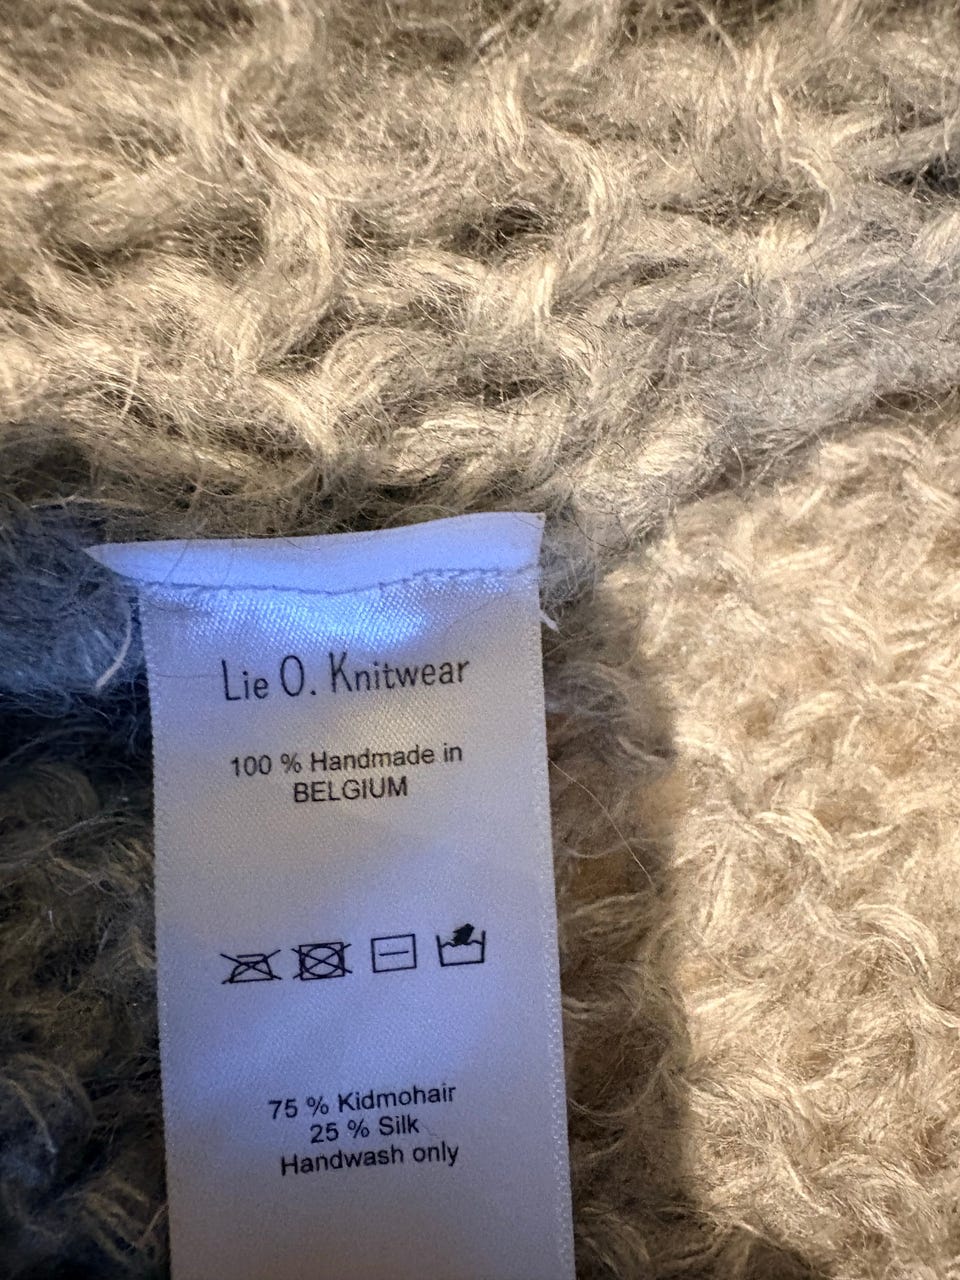 Lie O. Knitwear
100 % Handmade in
BELGIUM
75 % Kidmohair
25 % Silk
Handwash only